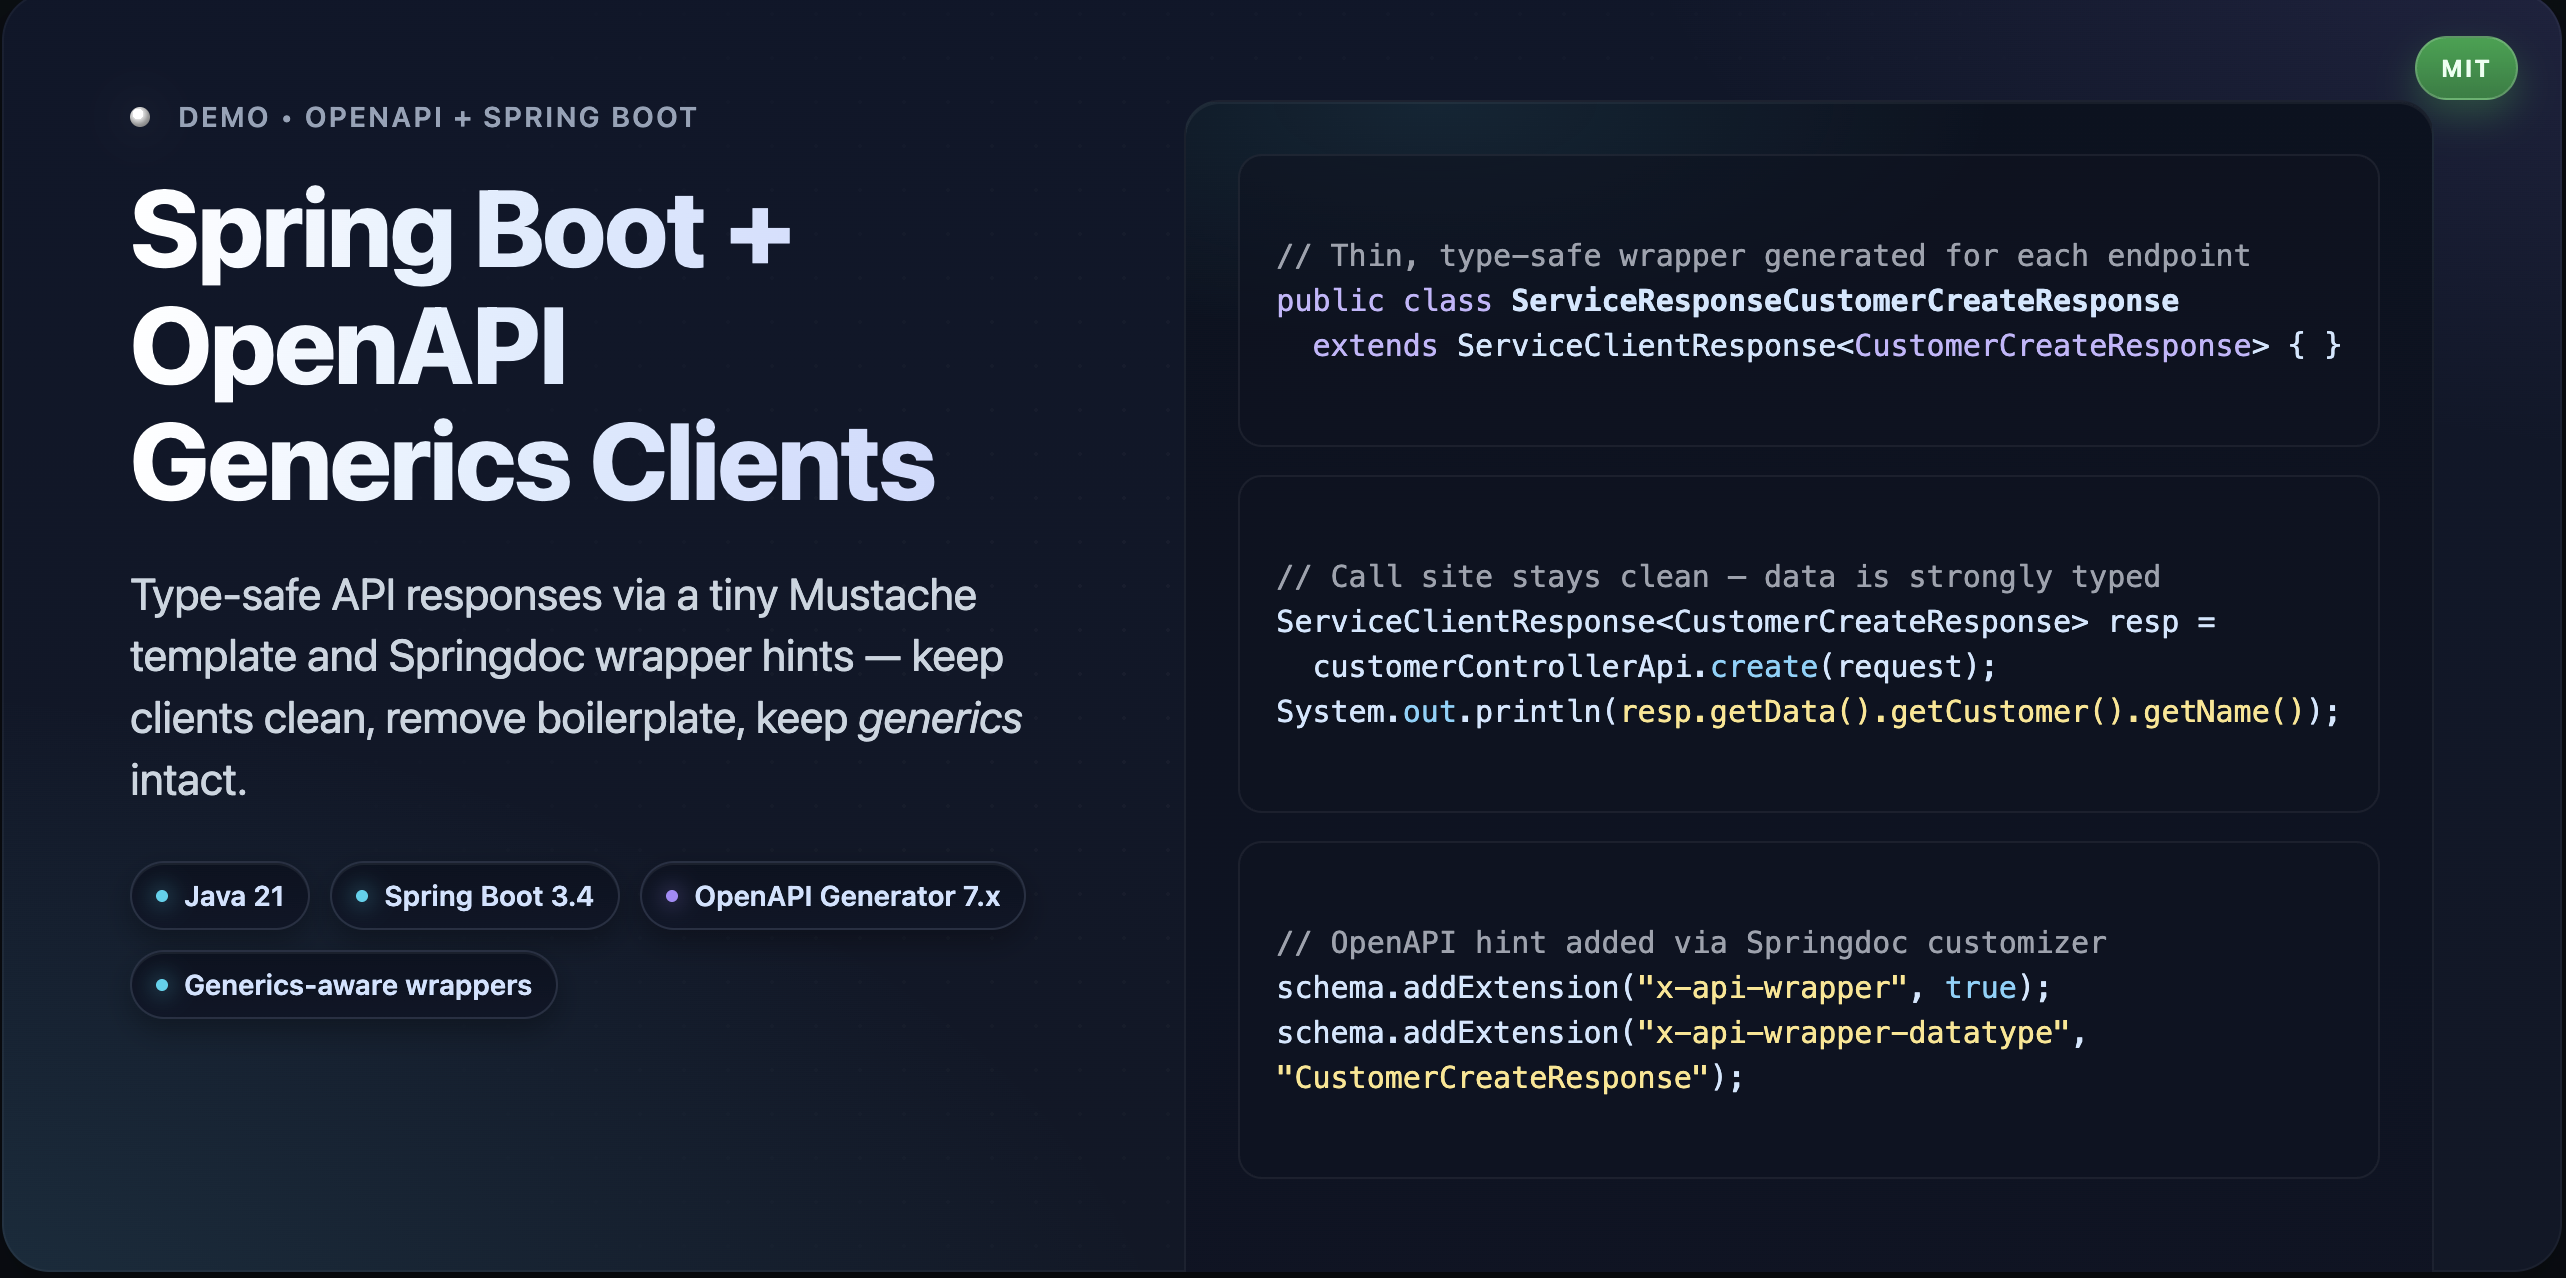 MIT
DEMO • OPENAPI + SPRING BOOT
Spring Boot +
OpenAPI
Generics Clients
Type-safe API responses via a tiny Mustache
template and Springdoc wrapper hints — keep
clients clean, remove boilerplate, keep generics
intact.
Java 21
Spring Boot 3.4
OpenAPI Generator 7.x
Generics-aware wrappers
// Thin, type-safe wrapper generated for each endpoint
public class ServiceResponseCustomerCreateResponse
  extends ServiceClientResponse<CustomerCreateResponse> { }
// Call site stays clean — data is strongly typed
ServiceClientResponse<CustomerCreateResponse> resp =
  customerControllerApi.create(request);
System.out.println(resp.getData().getCustomer().getName());
// OpenAPI hint added via Springdoc customizer
schema.addExtension("x-api-wrapper", true);
schema.addExtension("x-api-wrapper-datatype",
"CustomerCreateResponse");